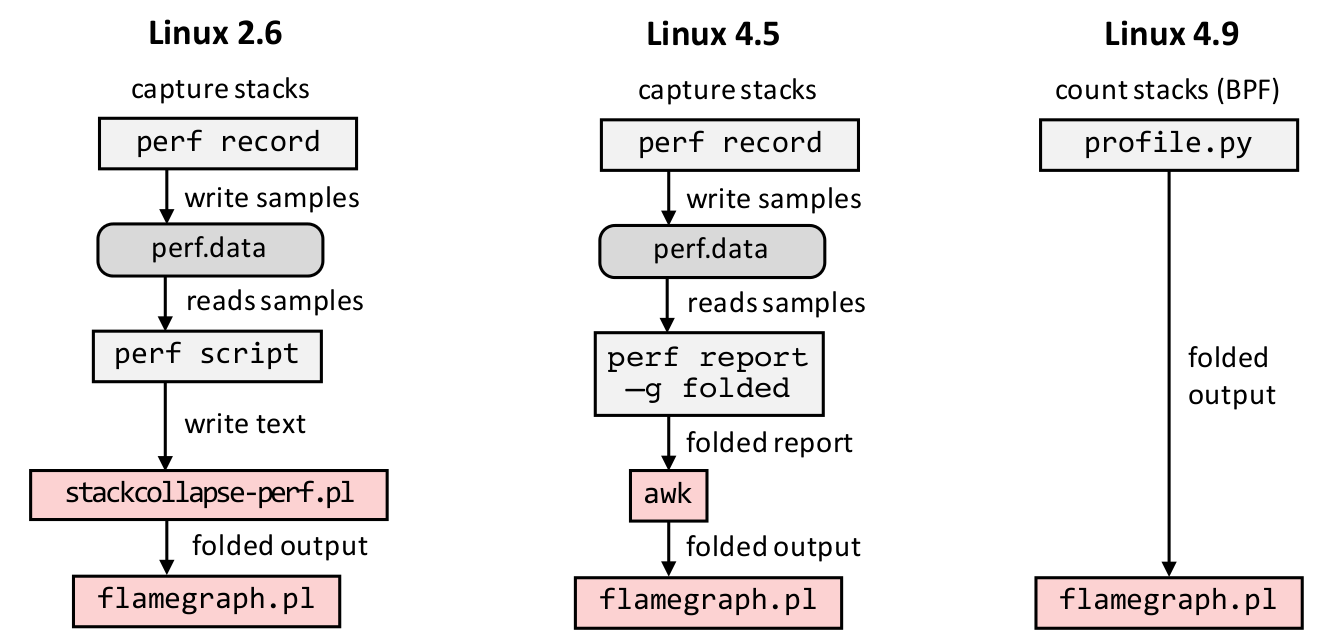 Linux 2.6
capture stacks
perf record
write samples
perf.data
reads samples
perf script
write text
stackcollapse-perf.pl
folded output
flamegraph.pl
Linux 4.5
capture stacks
perf record
write samples
perf.data
reads samples
perf report
–g folded
folded report
awk
folded output
flamegraph.pl
Linux 4.9
count stacks (BPF)
profile.py
folded
output
flamegraph.pl